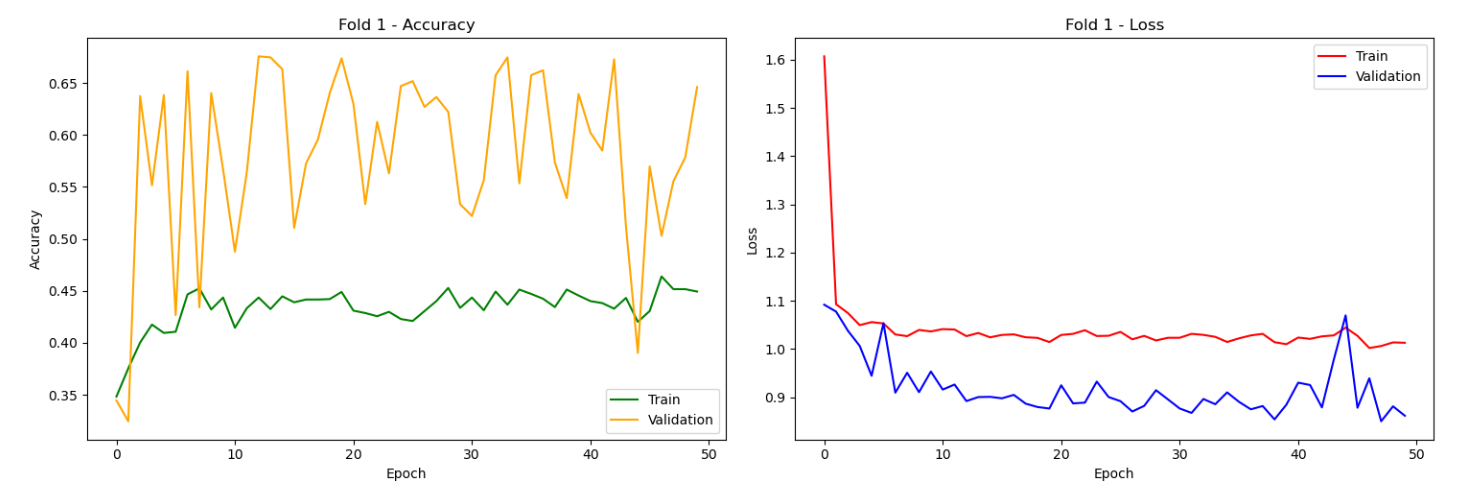 Fold 1 - Accuracy
Accuracy
0.65
0.60
0.55
0.50
0.45
0.40
0.35
Train
Validation
0
10
20
30
40
50
Epoch
Fold 1 - Loss
Loss
1.6
1.5
1.4
1.3
1.2
1.1
1.0
0.9
Train
Validation
0
10
20
30
40
50
Epoch